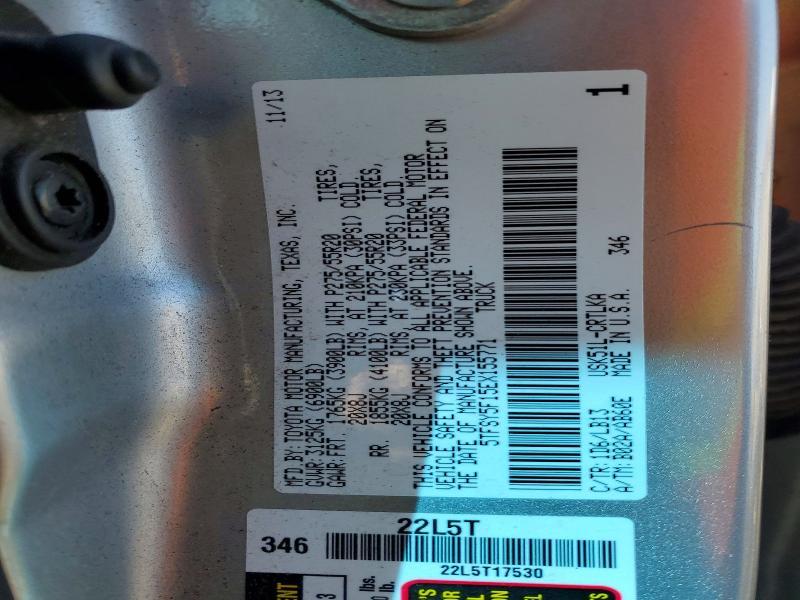 MFD.BY: TOYOTA MOTOR MANUFACTURING, TEXAS, INC. 11/13
GVWR: 3125KG (6900LB)
GAWR: FRT. 1765KG (3900LB) WITH P275/55R20 TIRES,
20X8J RIMS, AT 210KPA (30PSI) COLD.
RR. 1855KG (4100LB) WITH P275/55R20 TIRES,
20X8J RIMS, AT 230KPA (33PSI) COLD.
THIS VEHICLE CONFORMS TO ALL APPLICABLE FEDERAL MOTOR
VEHICLE SAFETY AND THEFT PREVENTION STANDARDS IN EFFECT ON
THE DATE OF MANUFACTURE SHOWN ABOVE.
5TFSY5F15EX155771 TRUCK
C/TR: 1D6/LB13 USK51L-CRTLKA 346
A/TM: B02A/AB60E MADE IN U.S.A. 1
22L5T
346
22L5T17530
lbs.
lb.
3